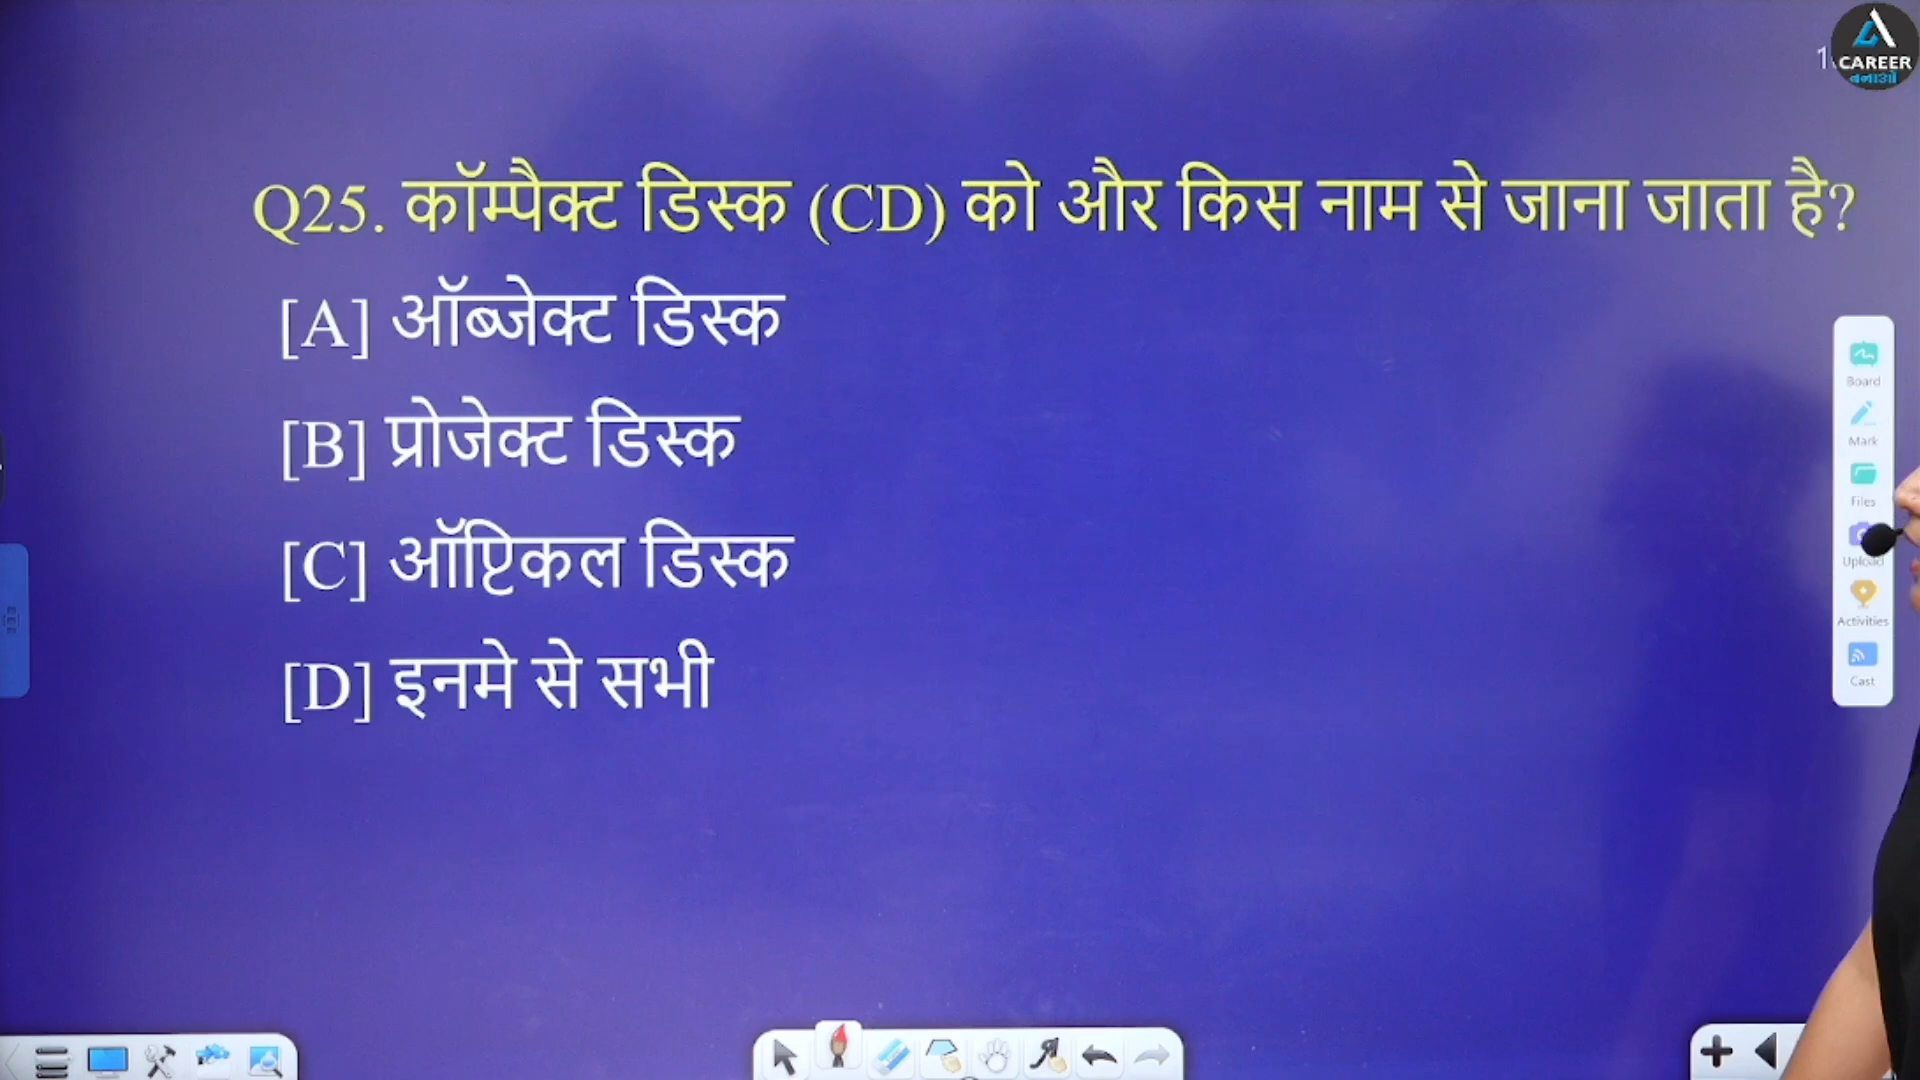 CAREER
बनाओ
Q25. कॉम्पैक्ट डिस्क (CD) को और किस नाम से जाना जाता है?
[A] ऑब्जेक्ट डिस्क
[B] प्रोजेक्ट डिस्क
[C] ऑप्टिकल डिस्क
[D] इनमे से सभी
Board
Mark
Files
Upload
Activities
Cast